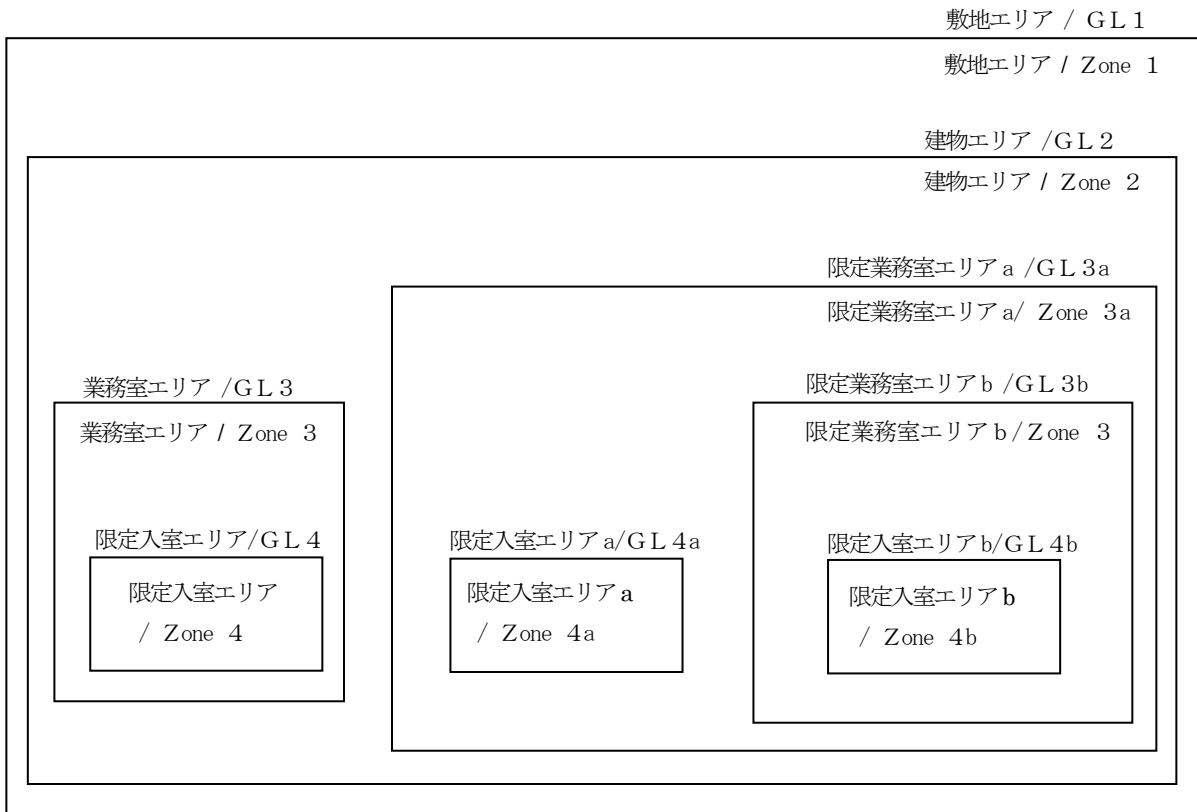 敷地エリア / GL1
敷地エリア / Zone 1
建物エリア /GL2
建物エリア / Zone 2
限定業務室エリアa /GL3a
限定業務室エリアa/ Zone 3a
業務室エリア /GL3
限定業務室エリアb /GL3b
業務室エリア / Zone 3
限定業務室エリアb/Zone 3
限定入室エリア/GL4
限定入室エリアa/GL4a
限定入室エリアb/GL4b
限定入室エリア
/ Zone 4
限定入室エリアa
/ Zone 4a
限定入室エリアb
/ Zone 4b